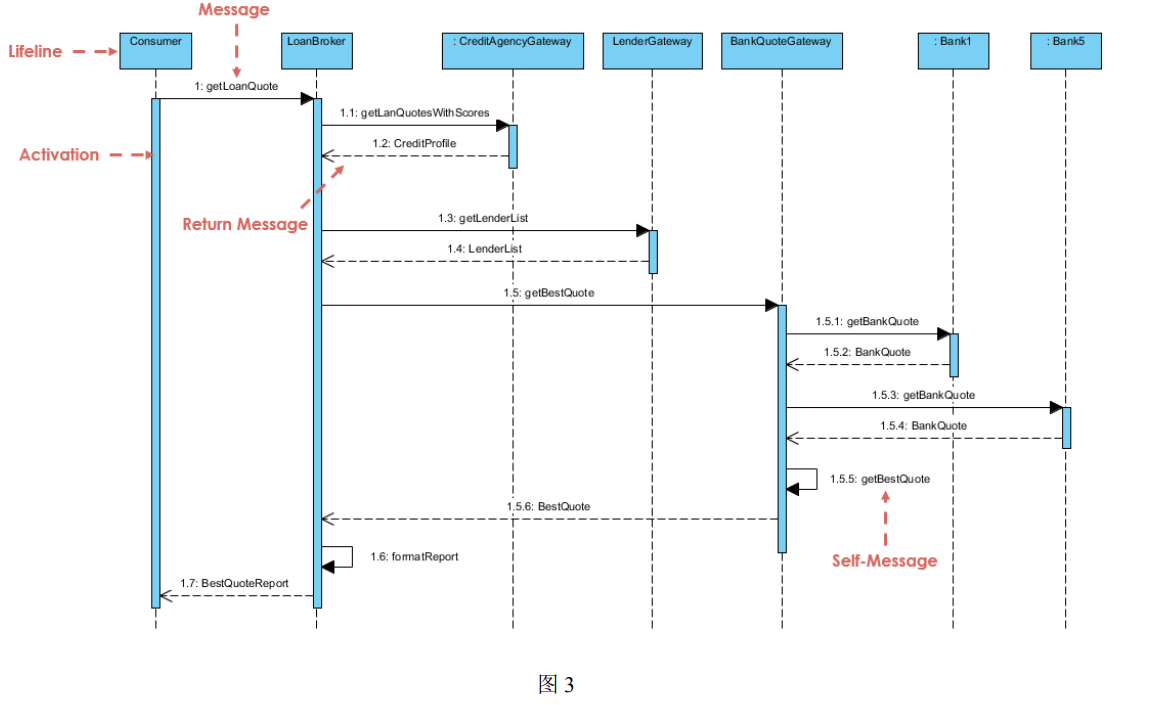 Message
Lifeline
Consumer
LoanBroker
: CreditAgencyGateway
LenderGateway
BankQuoteGateway
: Bank1
: Bank5
1: getLoanQuote
1.1: getLanQuotesWithScores
1.2: CreditProfile
Activation
Return Message
1.3: getLenderList
1.4: LenderList
1.5: getBestQuote
1.5.1: getBankQuote
1.5.2: BankQuote
1.5.3: getBankQuote
1.5.4: BankQuote
1.5.5: getBestQuote
1.5.6: BestQuote
1.6: formatReport
Self-Message
1.7: BestQuoteReport
图 3